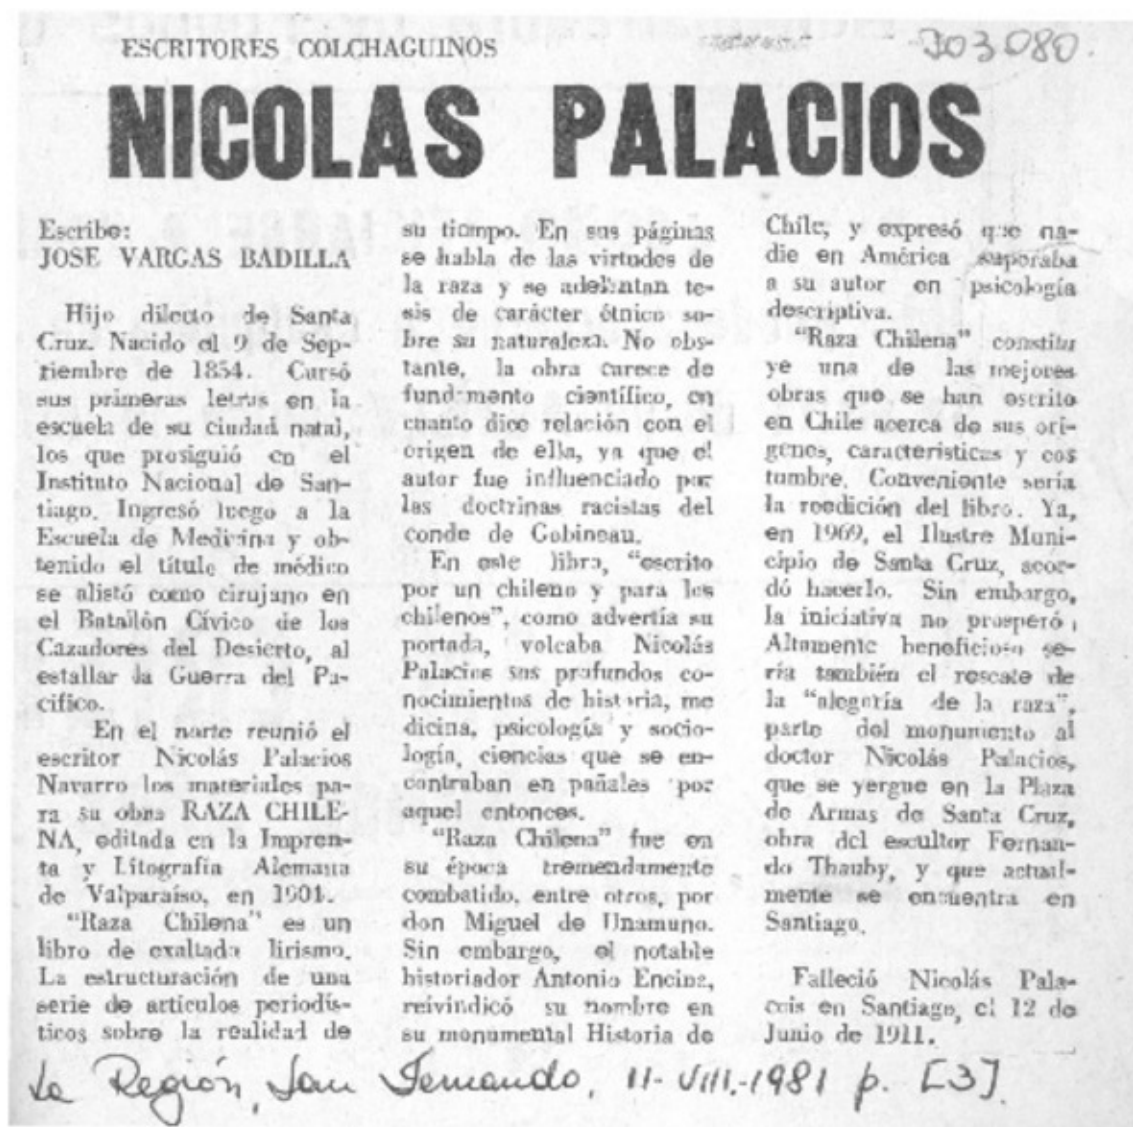 ESCRITORES COLCHAGUINOS
303080
NICOLAS PALACIOS
Escribe:
JOSE VARGAS BADILLA
Hijo dilecto de Santa
Cruz. Nacido el 9 de Sep-
tiembre de 1854. Cursó
sus primeras letras en la
escuela de su ciudad natal,
los que prosiguió en el
Instituto Nacional de San-
tiago. Ingresó luego a la
Escuela de Medicina y ob-
tenido el título de médico
se alistó como cirujano en
el Batallón Cívico de los
Cazadores del Desierto, al
estallar la Guerra del Pa-
cífico.
En el norte reunió el
escritor Nicolás Palacios
Navarro los materiales pa-
ra su obra RAZA CHILE-
NA, editada en la Impren-
ta y Litografía Alemana
de Valparaíso, en 1904.
"Raza Chilena" es un
libro de exaltada lirismo.
La estructuración de una
serie de artículos periodís-
ticos sobre la realidad de
su tiempo. En sus páginas
se habla de las virtudes de
la raza y se adelantan te-
sis de carácter étnico so-
bre su naturaleza. No obs-
tante, la obra carece de
fundamento científico, en
cuanto dice relación con el
origen de ella, ya que el
autor fue influenciado por
las doctrinas racistas del
conde de Gobineau.
En este libro, "escrito
por un chileno y para los
chilenos", como advertía su
portada, volcaba Nicolás
Palacios sus profundos co-
nocimientos de historia, me
dicina, psicología y socio-
logía, ciencias que se en-
contraban en pañales por
aquel entonces.
"Raza Chilena" fue en
su época tremendamente
combatido, entre otros, por
don Miguel de Unamuno.
Sin embargo, el notable
historiador Antonio Encina,
reivindicó su nombre en
su monumental Historia de
Chile, y expresó que na-
die en América superaba
a su autor en psicología
descriptiva.
"Raza Chilena" constitu
ye una de las mejores
obras que se han escrito
en Chile acerca de sus orí-
genes, características y cos
tumbre. Conveniente sería
la reedición del libro. Ya,
en 1969, el Ilustre Muni-
cipio de Santa Cruz, acor-
dó hacerlo. Sin embargo,
la iniciativa no prosperó.
Altamente beneficioso se-
ría también el rescate de
la "alegoría de la raza",
parte del monumento al
doctor Nicolás Palacios,
que se yergue en la Plaza
de Armas de Santa Cruz,
obra del escultor Fernan-
do Thauby, y que actual-
mente se encuentra en
Santiago.
Falleció Nicolás Pala-
cois en Santiago, el 12 de
Junio de 1911.
La Región, San Fernando, 11-VIII.-1981 p. [3].